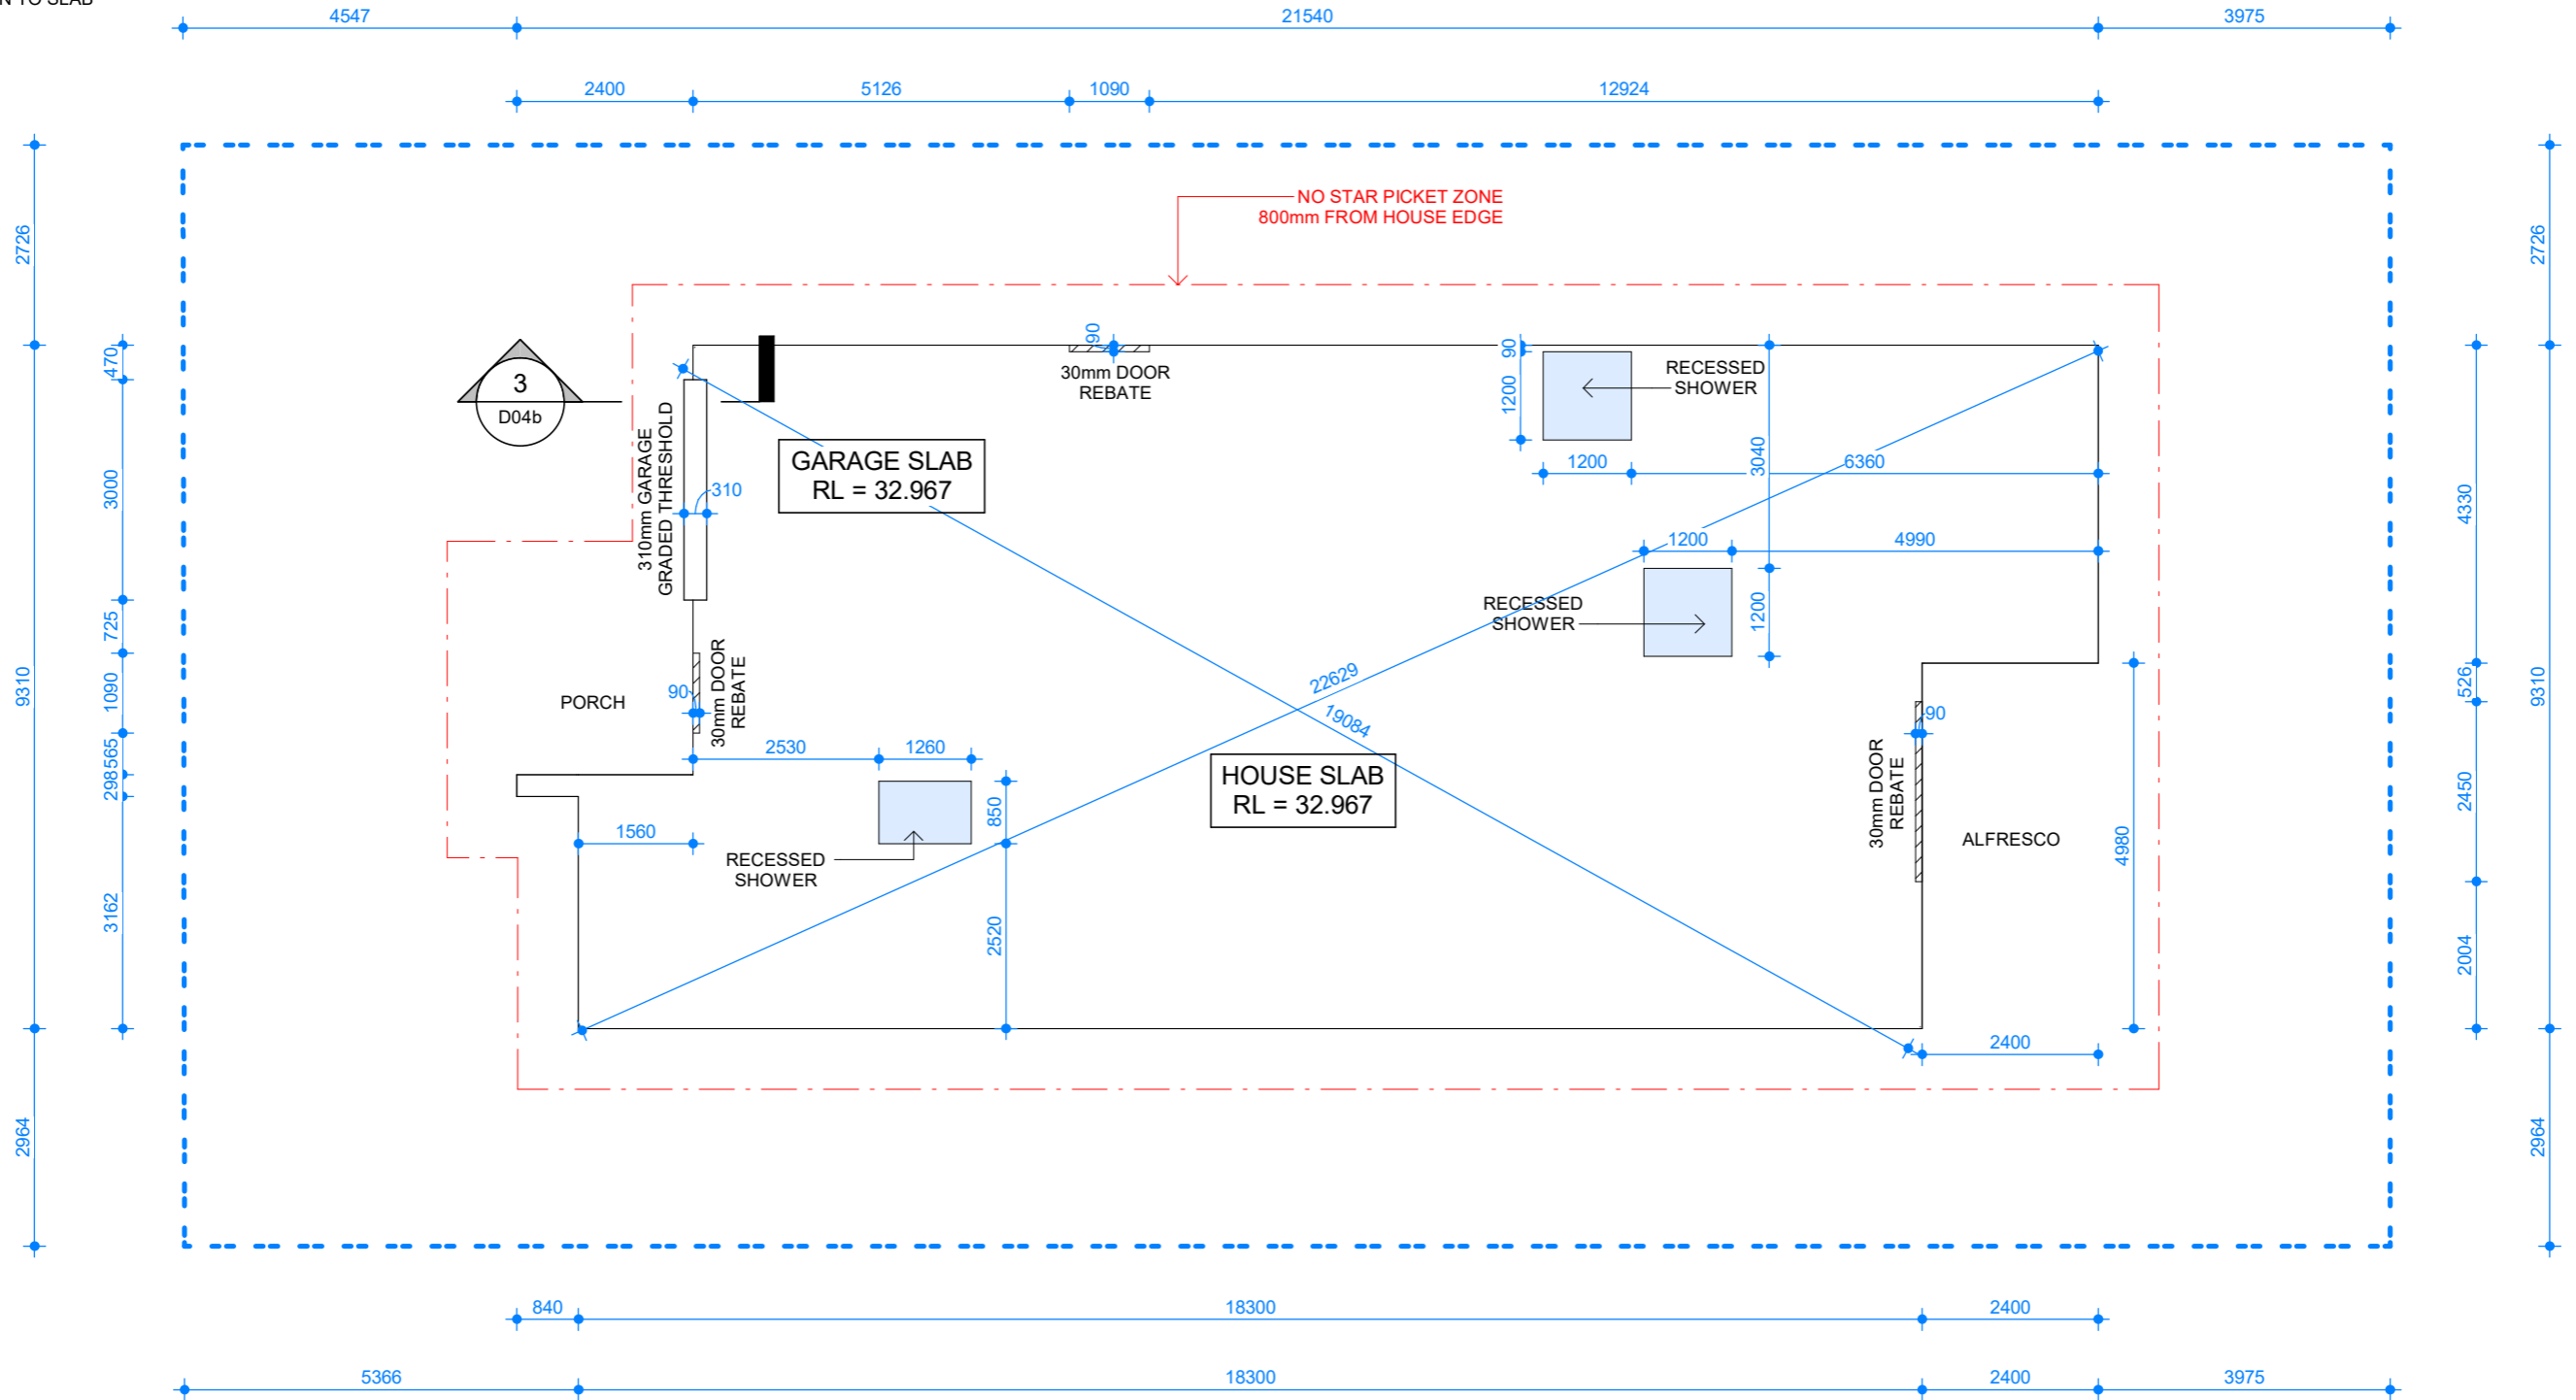 N TO SLAB
4547
21540
3975
2400
5126
1090
12924
NO STAR PICKET ZONE
800mm FROM HOUSE EDGE
2726
2726
470
90
30mm DOOR
REBATE
90
1200
RECESSED
SHOWER
3
D04b
310mm GARAGE
GRADED THRESHOLD
GARAGE SLAB
RL = 32.967
3040
1200
6360
3000
310
4330
1200
4990
RECESSED
SHOWER
1200
725
9310
1090
PORCH
90
30mm DOOR
REBATE
22629
19084
526
9310
90
565
298
2530
1260
850
HOUSE SLAB
RL = 32.967
30mm DOOR
REBATE
2450
ALFRESCO
4980
1560
RECESSED
SHOWER
3162
2520
2004
2400
2964
2964
840
18300
2400
5366
18300
2400
3975